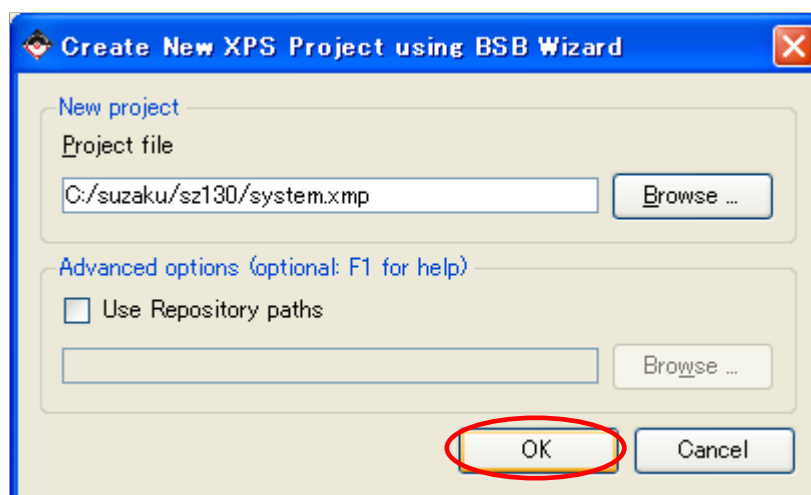 Create New XPS Project using BSB Wizard
New project
Project file
C:/suzaku/sz130/system.xmp
Browse ...
Advanced options (optional: F1 for help)
Use Repository paths
Browse ...
OK
Cancel